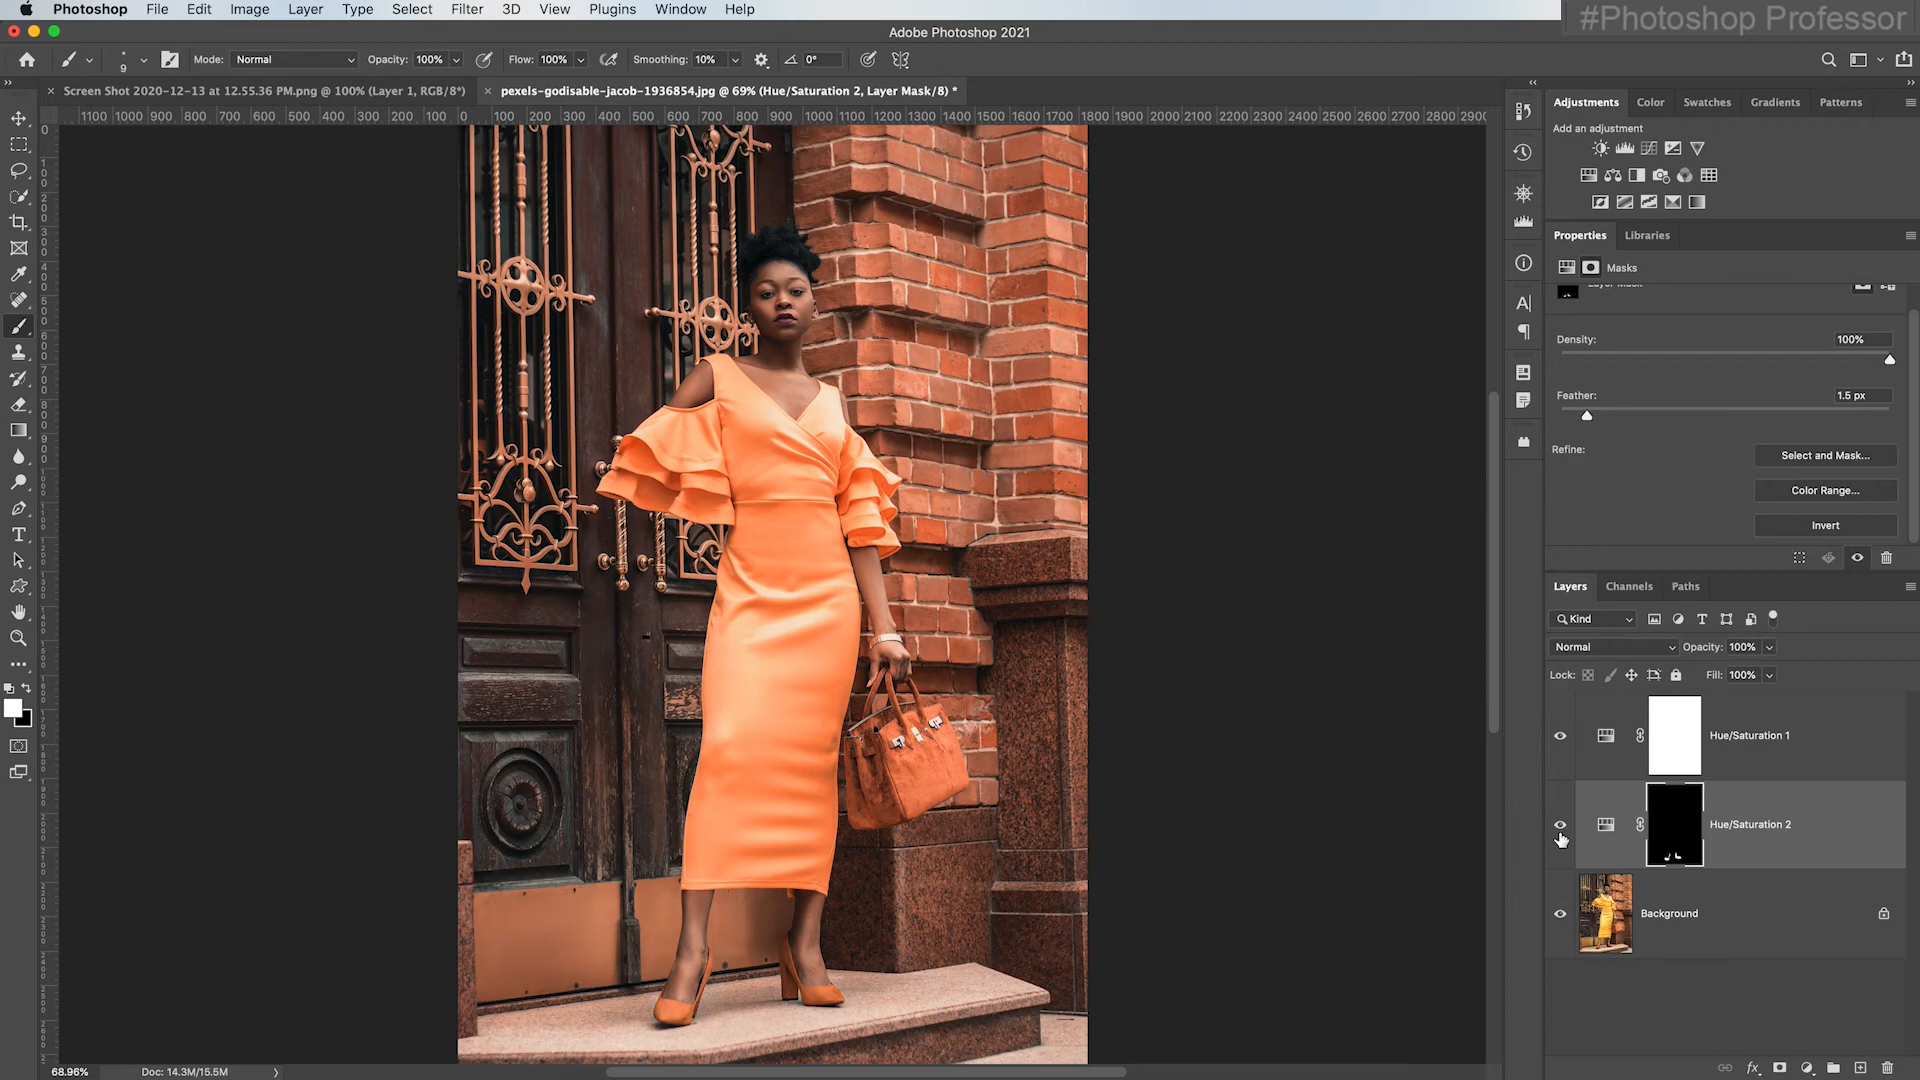 Photoshop File Edit Image Layer Type Select Filter 3D View Plugins Window Help
#Photoshop Professor
Adobe Photoshop 2021
9 Mode: Normal Opacity: 100% Flow: 100% Smoothing: 10% 0°
Screen Shot 2020-12-13 at 12.55.36 PM.png @ 100% (Layer 1, RGB/8*)
pexels-godisable-jacob-1936854.jpg @ 69% (Hue/Saturation 2, Layer Mask/8) *
1100 1000 900 800 700 600 500 400 300 200 100 0 100 200 300 400 500 600 700 800 900 1000 1100 1200 1300 1400 1500 1600 1700 1800 1900 2000 2100 2200 2300 2400 2500 2600 2700 2800 2900
Adjustments Color Swatches Gradients Patterns
Add an adjustment
Properties Libraries
Masks
Layer Mask
Density: 100%
Feather: 1.5 px
Refine:
Select and Mask...
Color Range...
Invert
Layers Channels Paths
Kind
Normal Opacity: 100%
Lock: Fill: 100%
Hue/Saturation 1
Hue/Saturation 2
Background
68.96% Doc: 14.3M/15.5M